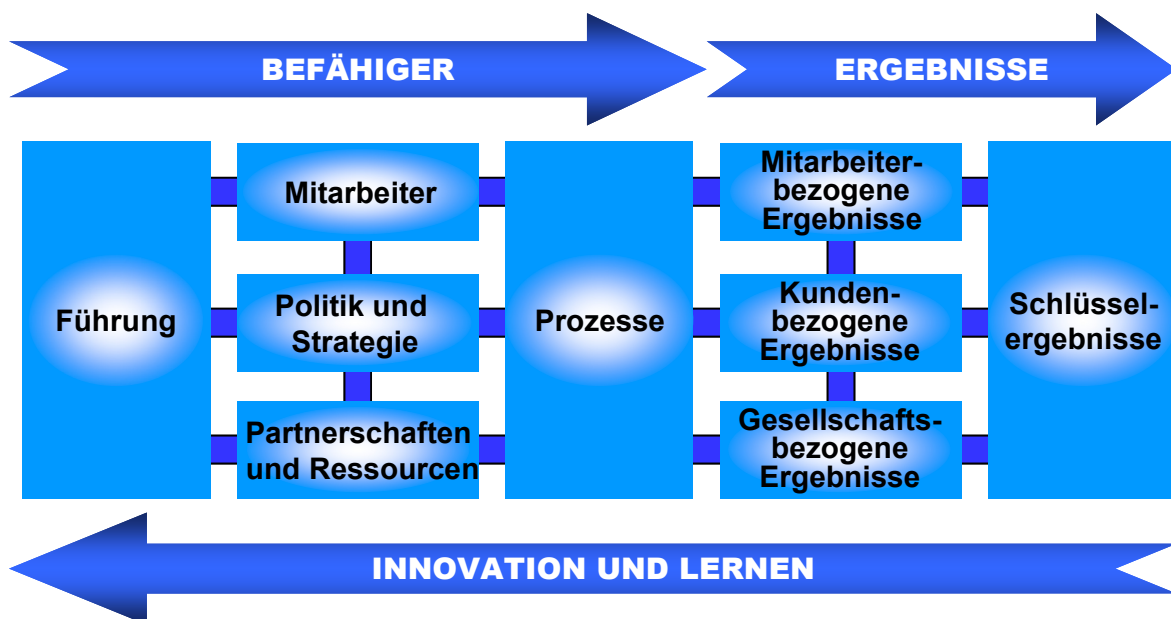 BEFÄHIGER
ERGEBNISSE
Führung
Mitarbeiter
Politik und
Strategie
Partnerschaften
und Ressourcen
Prozesse
Mitarbeiter-
bezogene
Ergebnisse
Kunden-
bezogene
Ergebnisse
Gesellschafts-
bezogene
Ergebnisse
Schlüssel-
ergebnisse
INNOVATION UND LERNEN